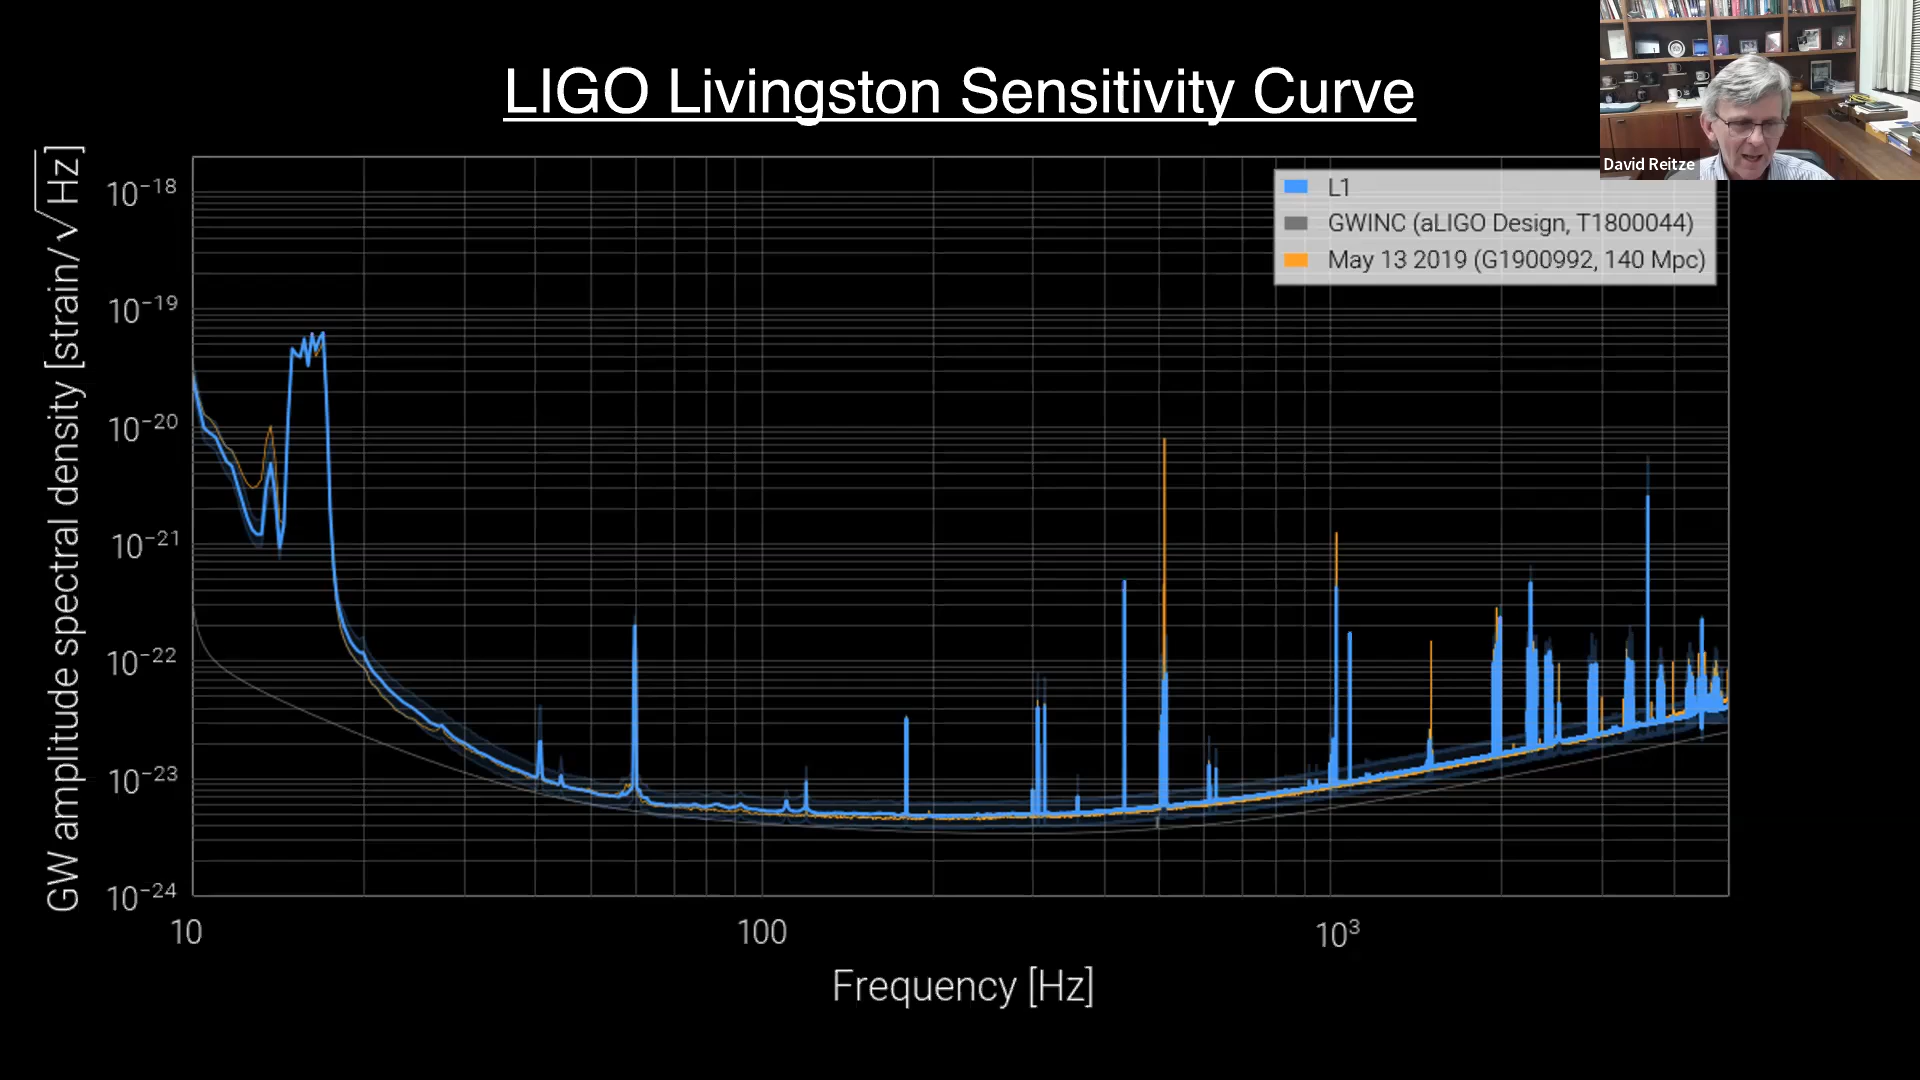 LIGO Livingston Sensitivity Curve
David Reitze
L1
GWINC (aLIGO Design, T1800044)
May 13 2019 (G1900992, 140 Mpc)
GW amplitude spectral density [strain/√Hz]
10⁻¹⁸
10⁻¹⁹
10⁻²⁰
10⁻²¹
10⁻²²
10⁻²³
10⁻²⁴
10 100 10³
Frequency [Hz]